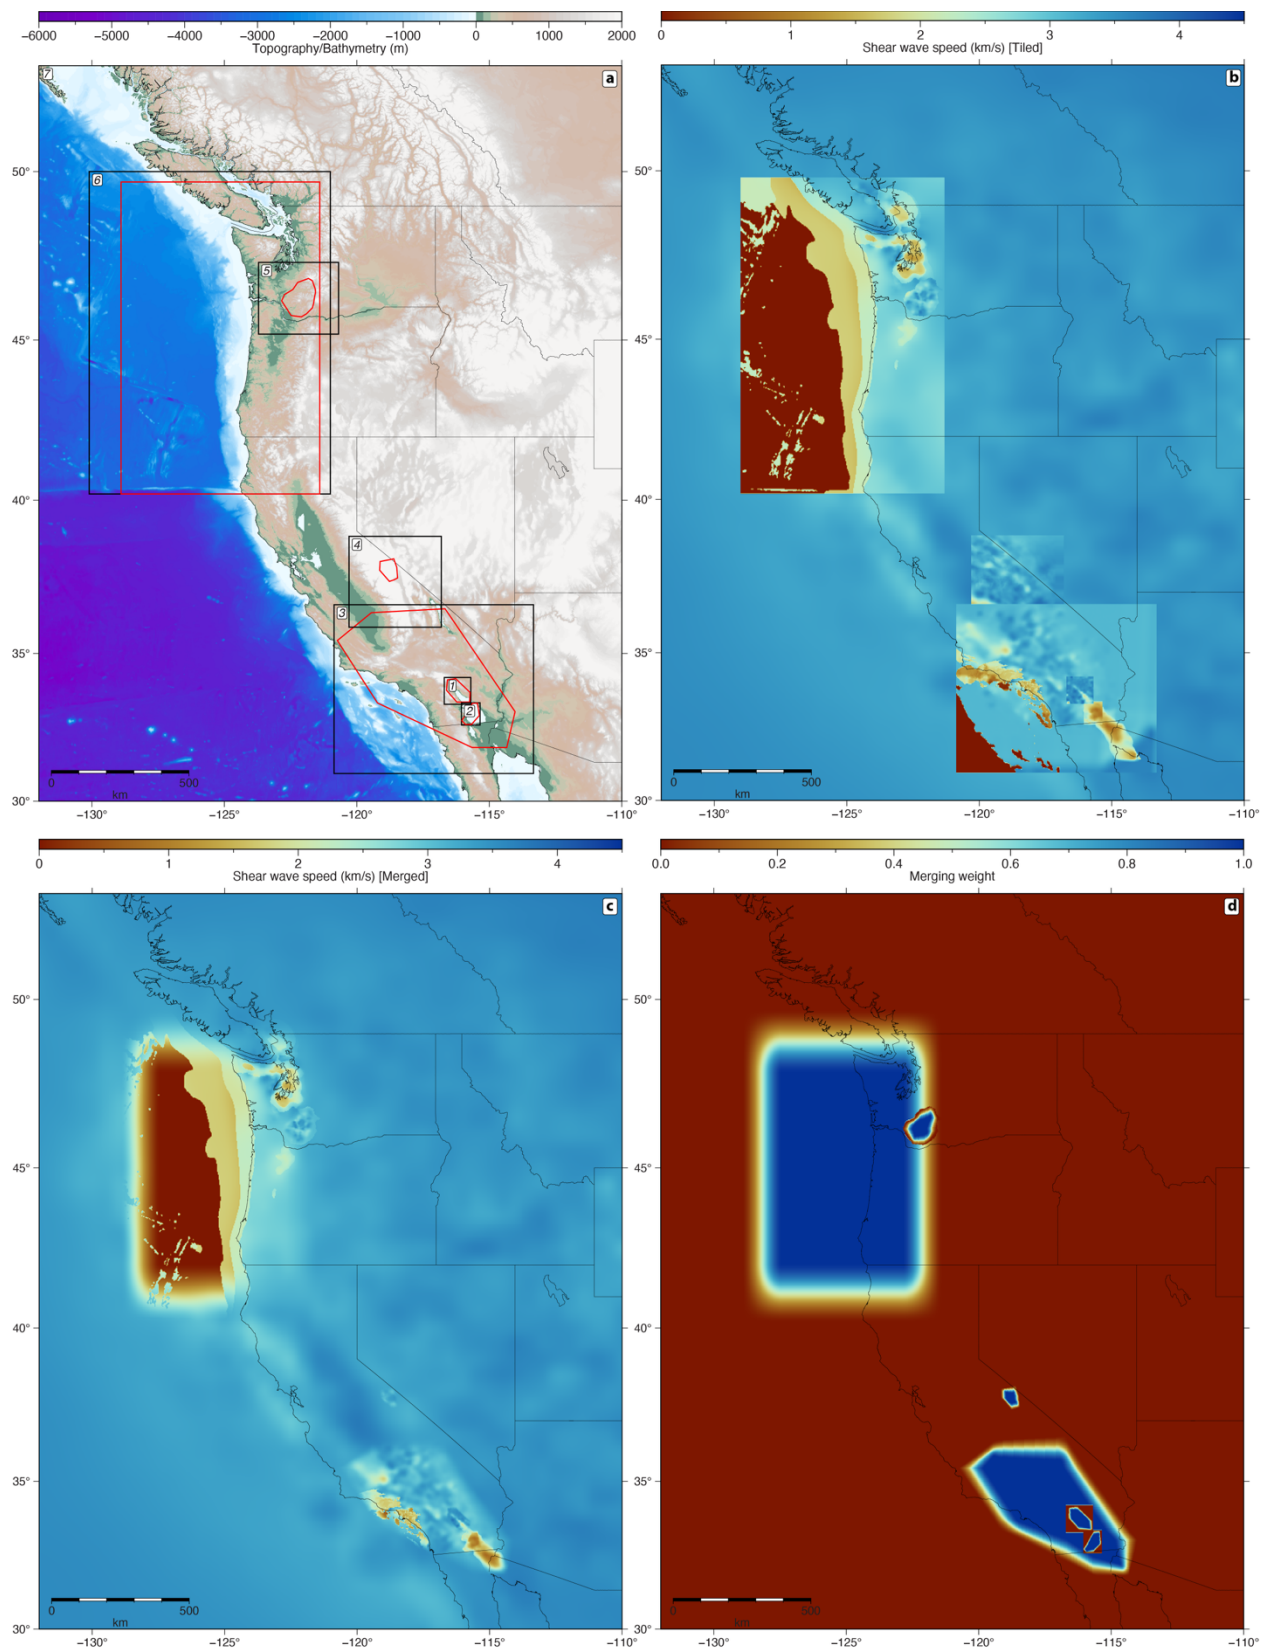 −6000 −5000 −4000 −3000 −2000 −1000 0 1000 2000
Topography/Bathymetry (m)
0 1 2 3 4
Shear wave speed (km/s) [Tiled]
7
a
b
6
5
4
3
1
2
50°
45°
40°
35°
30°
0 500
km
−130° −125° −120° −115° −110°
50°
45°
40°
35°
30°
0 500
km
−130° −125° −120° −115° −110°
0 1 2 3 4
Shear wave speed (km/s) [Merged]
0.0 0.2 0.4 0.6 0.8 1.0
Merging weight
c
d
50°
45°
40°
35°
30°
0 500
km
−130° −125° −120° −115° −110°
50°
45°
40°
35°
30°
0 500
km
−130° −125° −120° −115° −110°